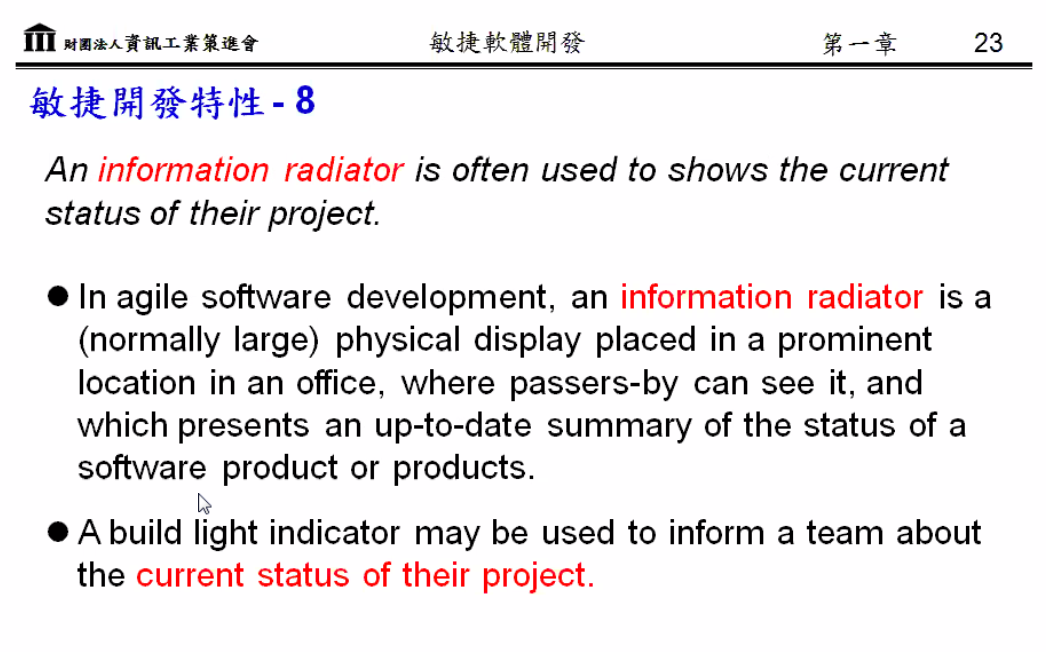 財團法人資訊工業策進會 敏捷軟體開發 第一章 23
敏捷開發特性 - 8
An information radiator is often used to shows the current
status of their project.
● In agile software development, an information radiator is a
(normally large) physical display placed in a prominent
location in an office, where passers-by can see it, and
which presents an up-to-date summary of the status of a
software product or products.
● A build light indicator may be used to inform a team about
the current status of their project.